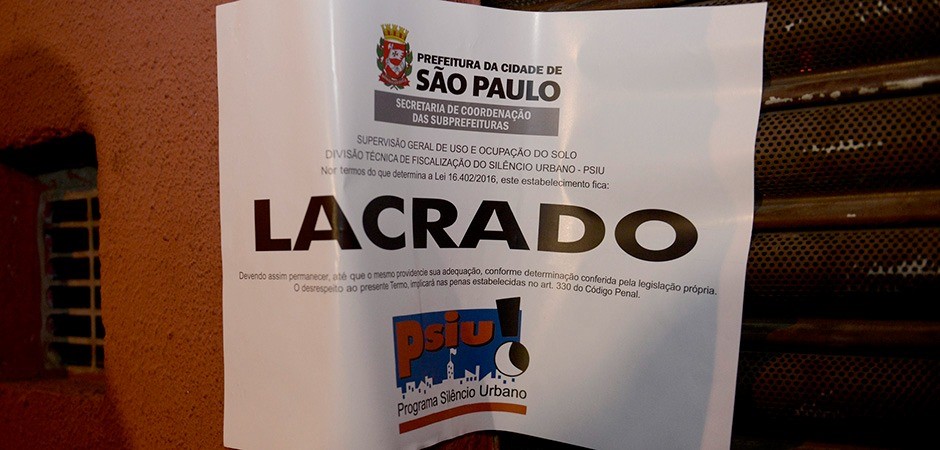 PREFEITURA DA CIDADE DE
SÃO PAULO
SECRETARIA DE COORDENAÇÃO
DAS SUBPREFEITURAS
SUPERVISÃO GERAL DE USO E OCUPAÇÃO DO SOLO
DIVISÃO TÉCNICA DE FISCALIZAÇÃO DO SILÊNCIO URBANO - PSIU
Nor termos do que determina a Lei 16.402/2016, este estabelecimento fica:
LACRADO
Devendo assim permanecer, até que o mesmo providencie sua adequação, conforme determinação conferida pela legislação própria.
O desrespeito ao presente Termo, implicará nas penas estabelecidas no art. 330 do Código Penal.
psiu!
Programa Silêncio Urbano